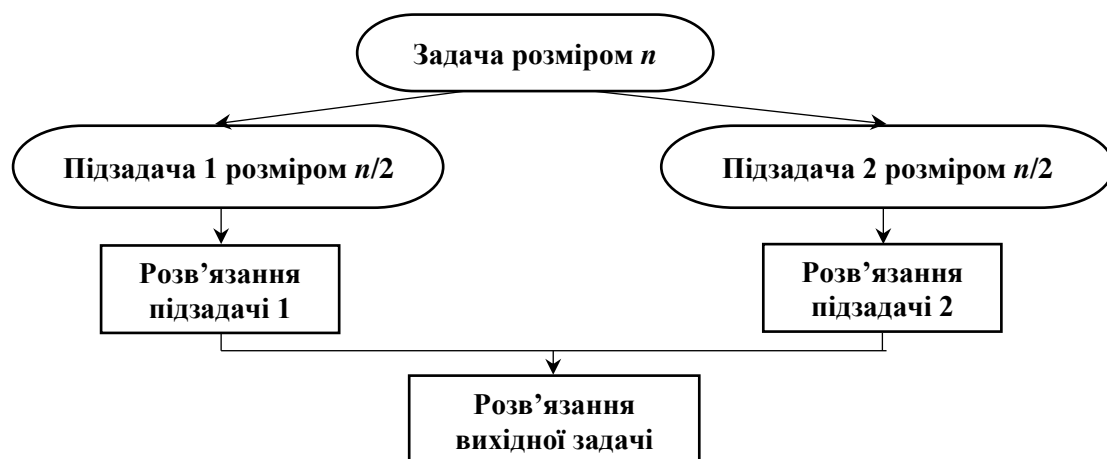 Задача розміром n
Підзадача 1 розміром n/2
Підзадача 2 розміром n/2
Розв’язання
підзадачі 1
Розв’язання
підзадачі 2
Розв’язання
вихідної задачі